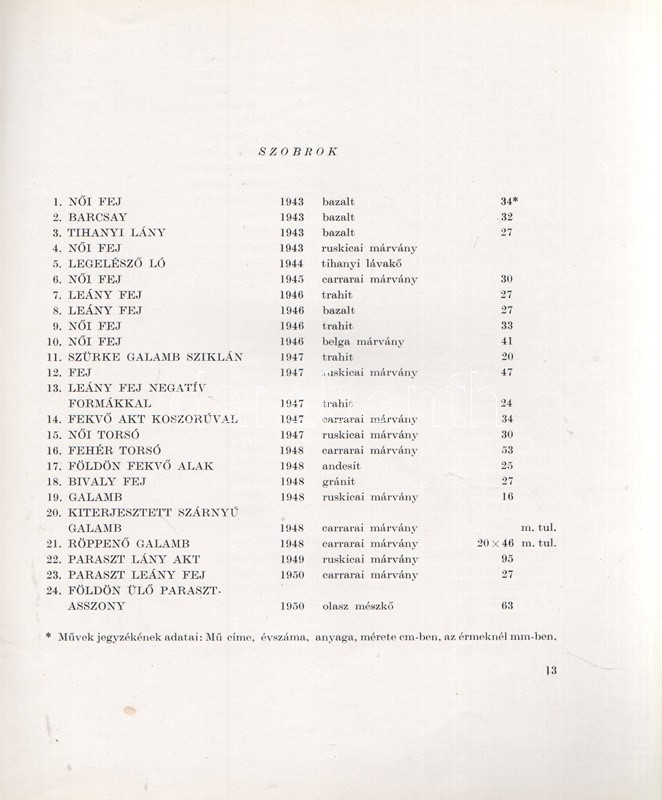 SZOBROK
1. NŐI FEJ 1943 bazalt 34*
2. BARCSAY 1943 bazalt 32
3. TIHANYI LÁNY 1943 bazalt 27
4. NŐI FEJ 1943 ruskicai márvány
5. LEGELÉSZŐ LÓ 1944 tihanyi lávakő
6. NŐI FEJ 1945 carrarai márvány 30
7. LEÁNY FEJ 1946 trahit 27
8. LEÁNY FEJ 1946 bazalt 27
9. NŐI FEJ 1946 trahit 33
10. NŐI FEJ 1946 belga márvány 41
11. SZÜRKE GALAMB SZIKLÁN 1947 trahit 20
12. FEJ 1947 ruskicai márvány 47
13. LEÁNY FEJ NEGATÍV
FORMÁKKAL 1947 trahit 24
14. FEKVŐ AKT KOSZORÚVAL 1947 carrarai márvány 34
15. NŐI TORSÓ 1947 ruskicai márvány 30
16. FEHÉR TORSÓ 1948 carrarai márvány 53
17. FÖLDÖN FEKVŐ ALAK 1948 andesit 25
18. BIVALY FEJ 1948 gránit 27
19. GALAMB 1948 ruskicai márvány 16
20. KITERJESZTETT SZÁRNYÚ
GALAMB 1948 carrarai márvány m. tul.
21. RÖPPENŐ GALAMB 1948 carrarai márvány 20×46 m. tul.
22. PARASZT LÁNY AKT 1949 ruskicai márvány 95
23. PARASZT LEÁNY FEJ 1950 carrarai márvány 27
24. FÖLDÖN ÜLŐ PARASZT-
ASSZONY 1950 olasz mészkő 63
* Művek jegyzékének adatai: Mű címe, évszáma, anyaga, mérete cm-ben, az érmeknél mm-ben.
13